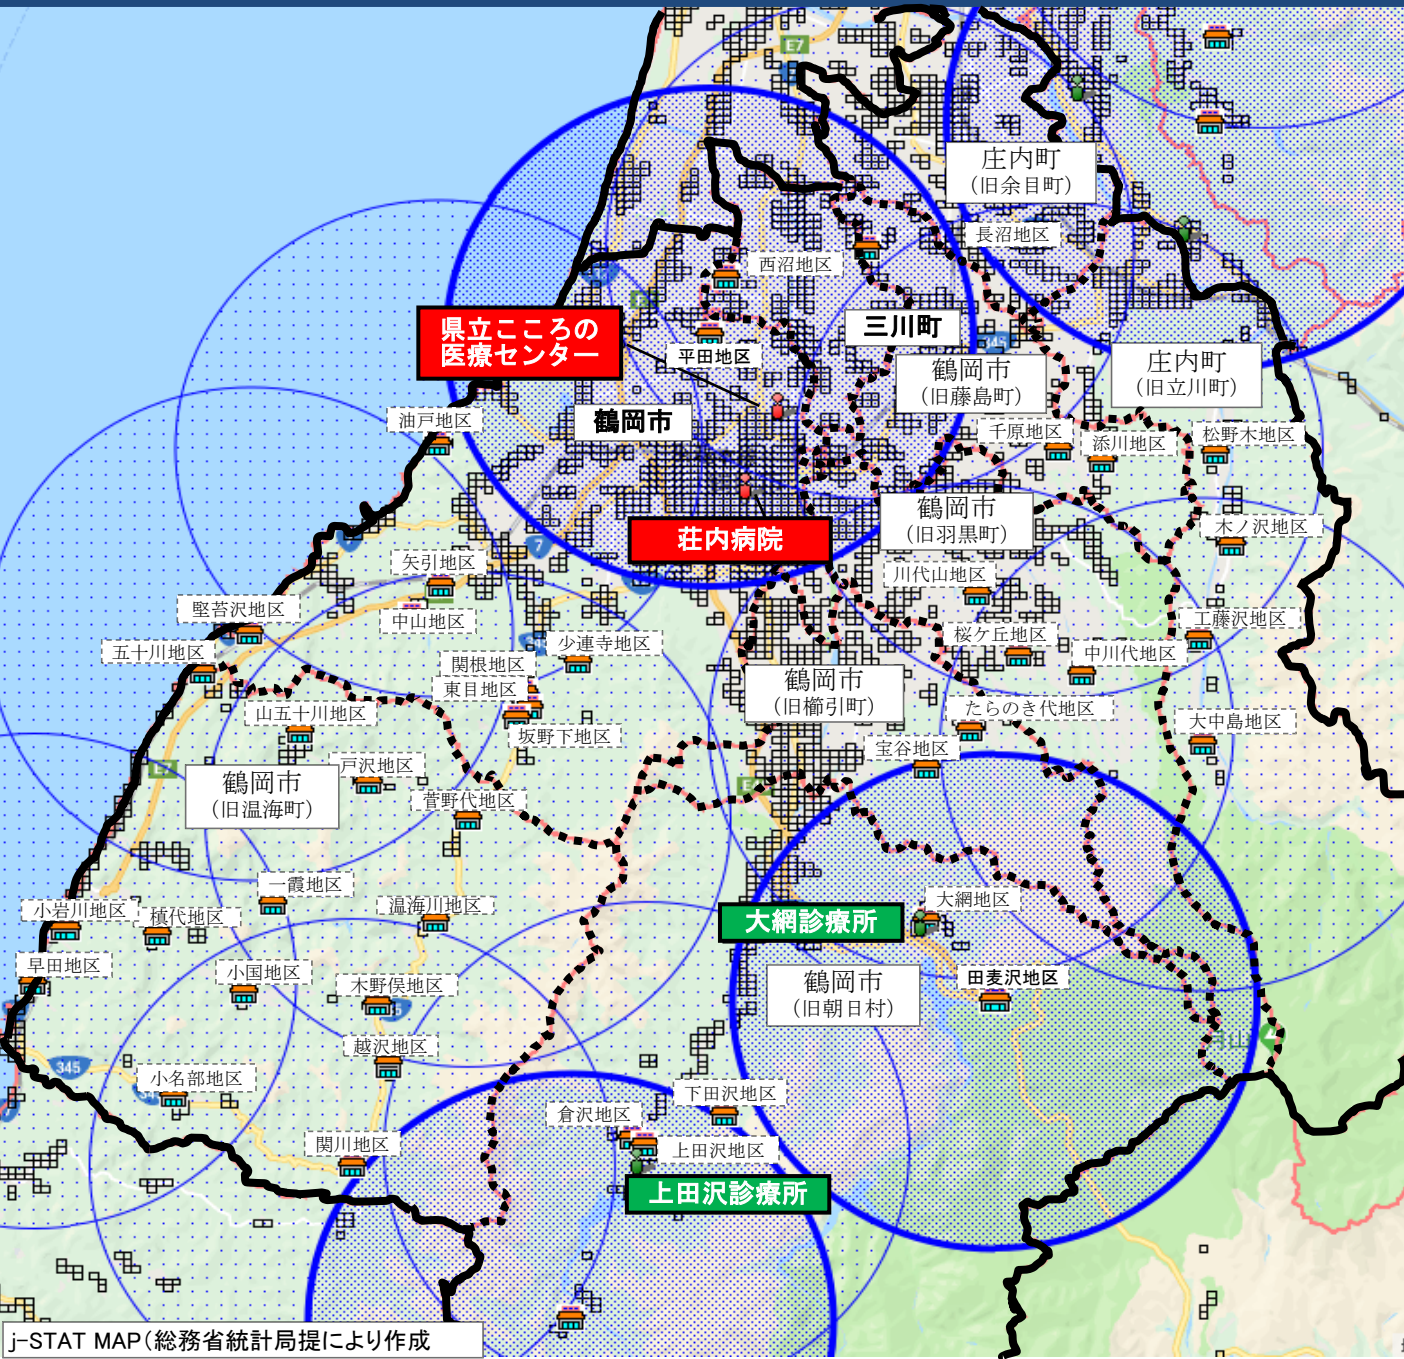 E7
庄内町
(旧余目町)
長沼地区
西沼地区
県立こころの
医療センター
三川町
345
平田地区
鶴岡市
(旧藤島町)
庄内町
(旧立川町)
油戸地区
鶴岡市
千原地区
添川地区
松野木地区
鶴岡市
(旧羽黒町)
木ノ沢地区
荘内病院
7
矢引地区
川代山地区
中山地区
堅苔沢地区
工藤沢地区
五十川地区
少連寺地区
桜ケ丘地区
中川代地区
関根地区
東目地区
鶴岡市
(旧櫛引町)
山五十川地区
坂野下地区
たらのき代地区
大中島地区
宝谷地区
戸沢地区
鶴岡市
(旧温海町)
菅野代地区
一霞地区
大網地区
小岩川地区
槙代地区
温海川地区
大網診療所
早田地区
小国地区
木野俣地区
鶴岡市
(旧朝日村)
田麦沢地区
越沢地区
345
小名部地区
下田沢地区
倉沢地区
関川地区
上田沢地区
上田沢診療所
j-STAT MAP(総務省統計局提により作成